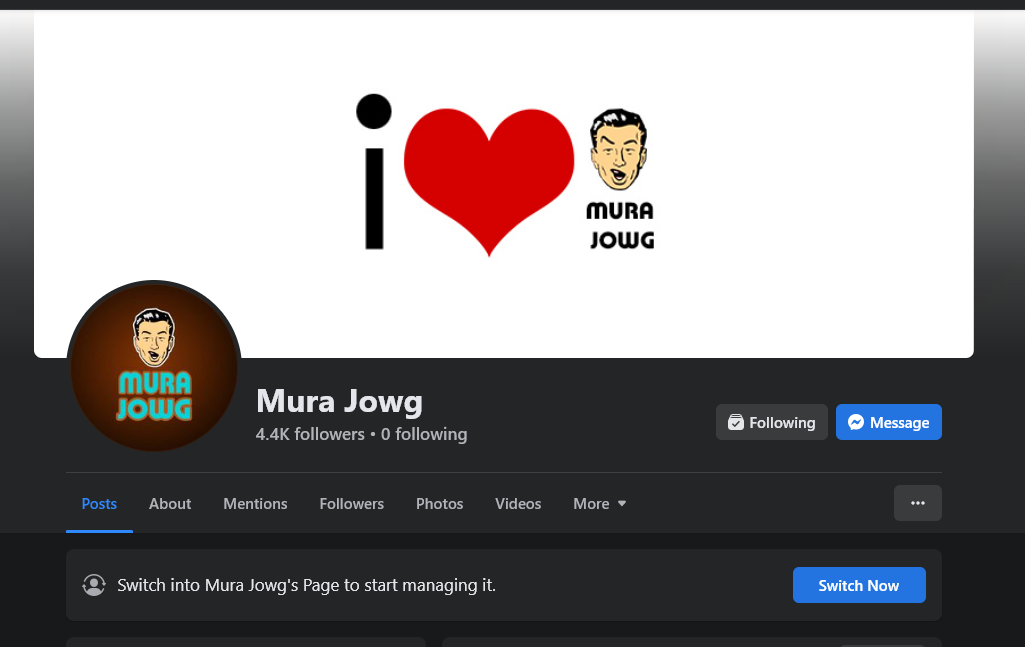 i
MURA
JOWG
MURA
JOWG
Mura Jowg
4.4K followers • 0 following
Following
Message
Posts
About
Mentions
Followers
Photos
Videos
More
Switch into Mura Jowg's Page to start managing it.
Switch Now